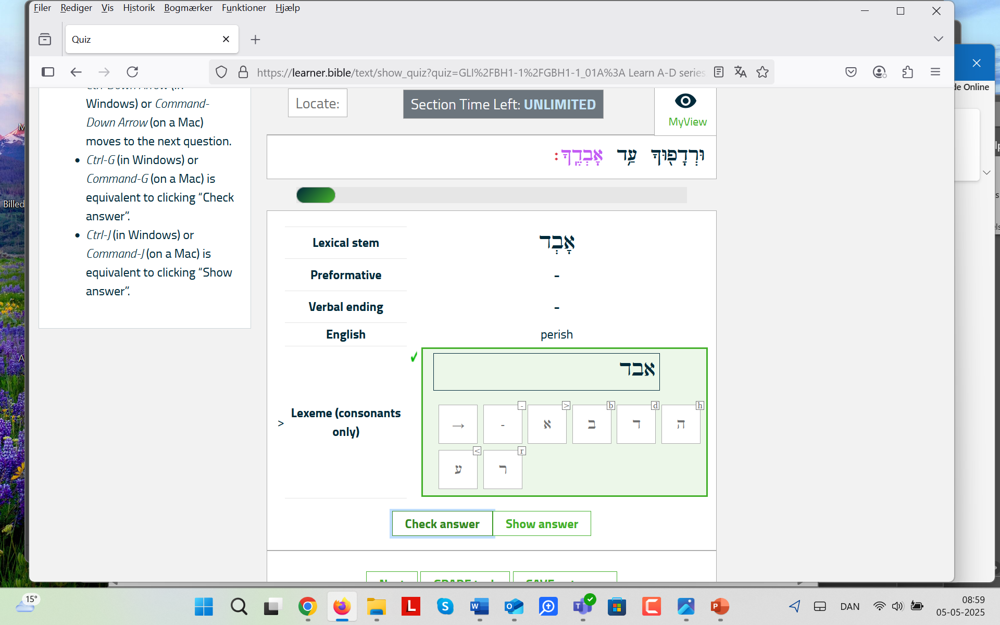 Filer Rediger Vis Historik Bogmærker Funktioner Hjælp
Quiz
https://learner.bible/text/show_quiz?quiz=GLI%2FBH1-1%2FGBH1-1_01A%3A Learn A-D series
de Online
Windows) or Command-
Down Arrow (on a Mac)
moves to the next question.
Ctrl-G (in Windows) or
Command-G (on a Mac) is
equivalent to clicking “Check
answer”.
Ctrl-J (in Windows) or
Command-J (on a Mac) is
equivalent to clicking “Show
answer”.
Locate:
Section Time Left: UNLIMITED
MyView
וּרְדָפ֖וּךָ עַ֥ד אָבְדֶֽךָ׃
Lexical stem אָבְד
Preformative -
Verbal ending -
English perish
✓ אבד
> Lexeme (consonants
only)
→ - א ב ד ה
- > b d h
ע ר
< r
Check answer Show answer
Billed
15°
DAN
08:59
05-05-2025